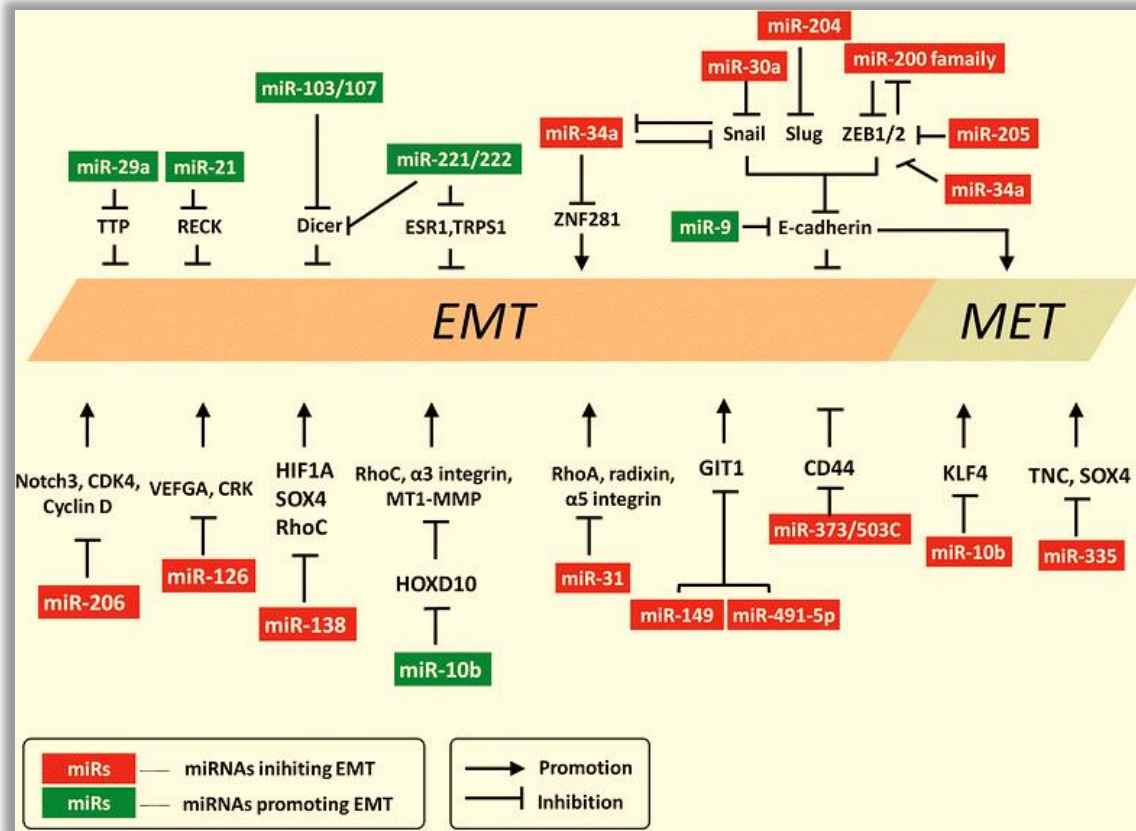 miR-204
miR-30a
miR-200 famaily
miR-103/107
miR-34a
Snail
Slug
ZEB1/2
miR-205
miR-29a
miR-21
miR-221/222
miR-34a
TTP
RECK
Dicer
ESR1,TRPS1
ZNF281
miR-9
E-cadherin
EMT
MET
Notch3, CDK4,
Cyclin D
VEFGA, CRK
HIF1A
SOX4
RhoC
RhoC, α3 integrin,
MT1-MMP
RhoA, radixin,
α5 integrin
GIT1
CD44
KLF4
TNC, SOX4
miR-206
miR-126
miR-138
HOXD10
miR-10b
miR-31
miR-149
miR-491-5p
miR-373/503C
miR-10b
miR-335
miRs
miRNAs inihiting EMT
miRs
miRNAs promoting EMT
Promotion
Inhibition